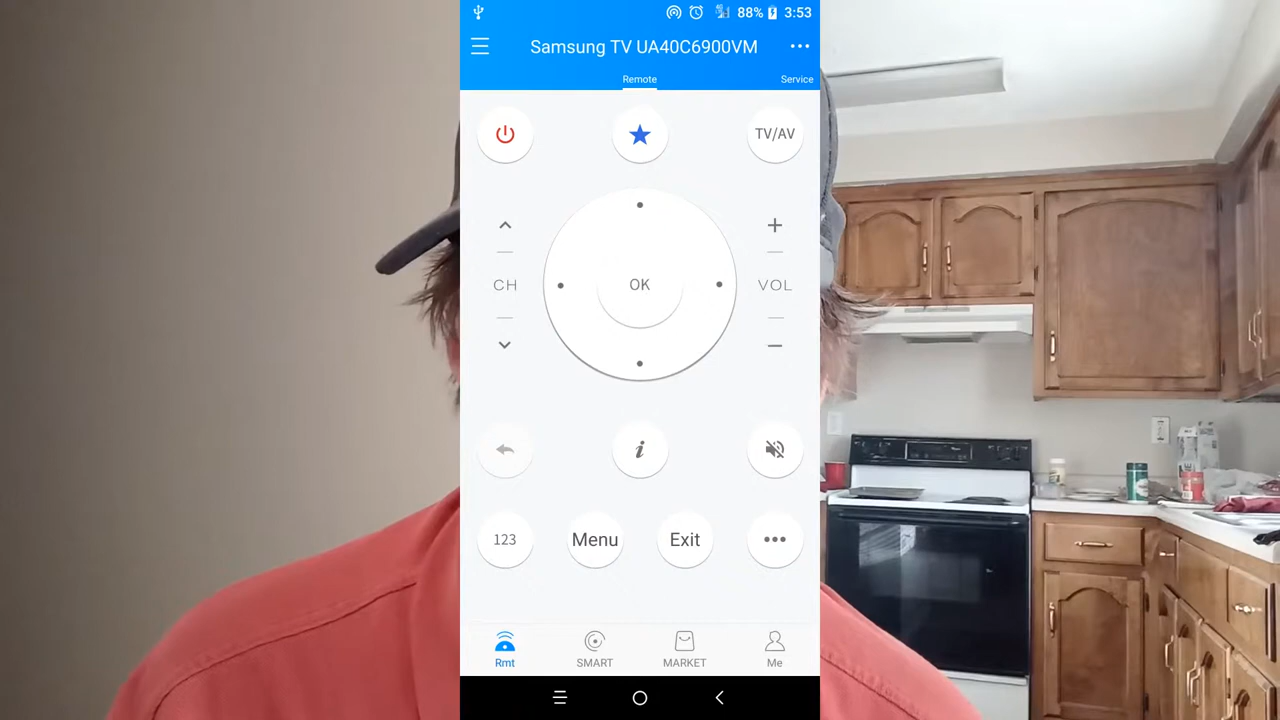 88% 3:53
Samsung TV UA40C6900VM
Remote Service
TV/AV
CH OK VOL
i
123 Menu Exit
Rmt SMART MARKET Me